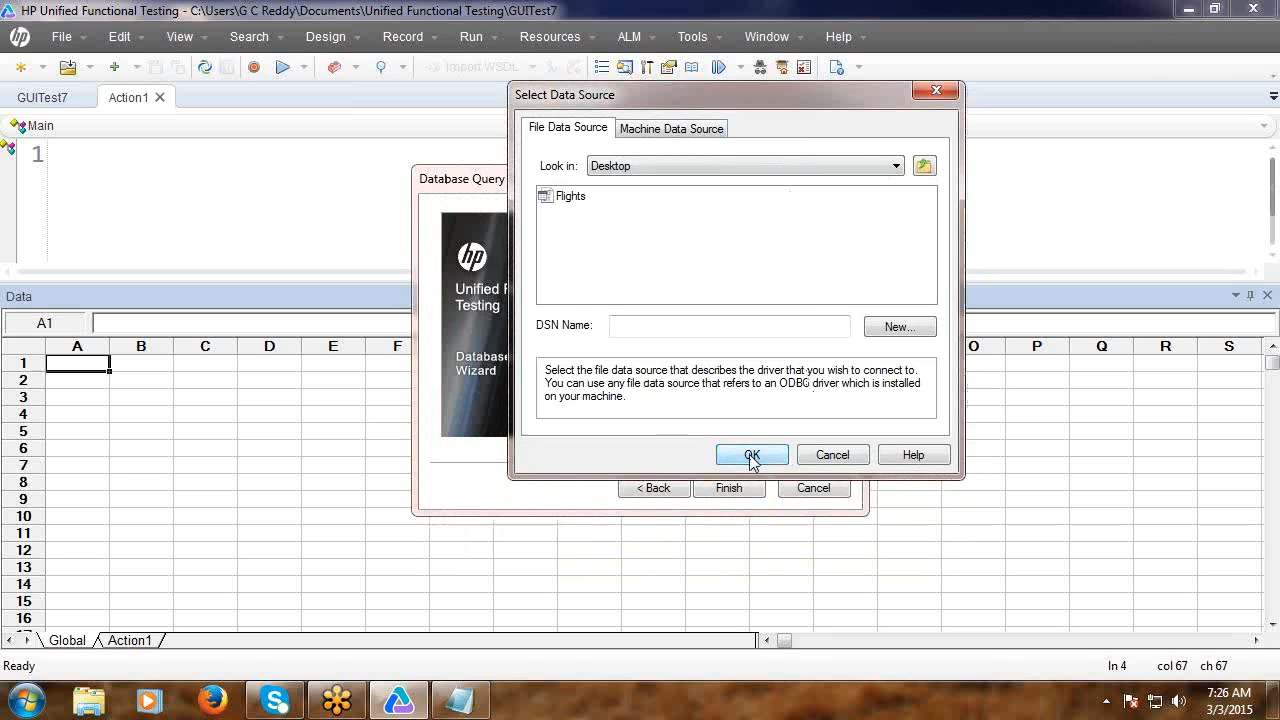 HP Unified Functional Testing - C:\Users\G C Reddy\Documents\Unified Functional Testing\GUITest7
hp File Edit View Search Design Record Run Resources ALM Tools Window Help
Import WSDL
GUITest7 Action1
Main
1
Select Data Source
File Data Source Machine Data Source
Look in: Desktop
Flights
DSN Name: New...
Select the file data source that describes the driver that you wish to connect to.
You can use any file data source that refers to an ODBC driver which is installed
on your machine.
OK Cancel Help
Database Query
hp
Unified F
Testing
Database
Wizard
< Back Finish Cancel
Data
A1
A B C D E F O P Q R S
1
2
3
4
5
6
7
8
9
10
11
12
13
14
15
16
Global Action1
Ready ln 4 col 67 ch 67
7:26 AM
3/3/2015